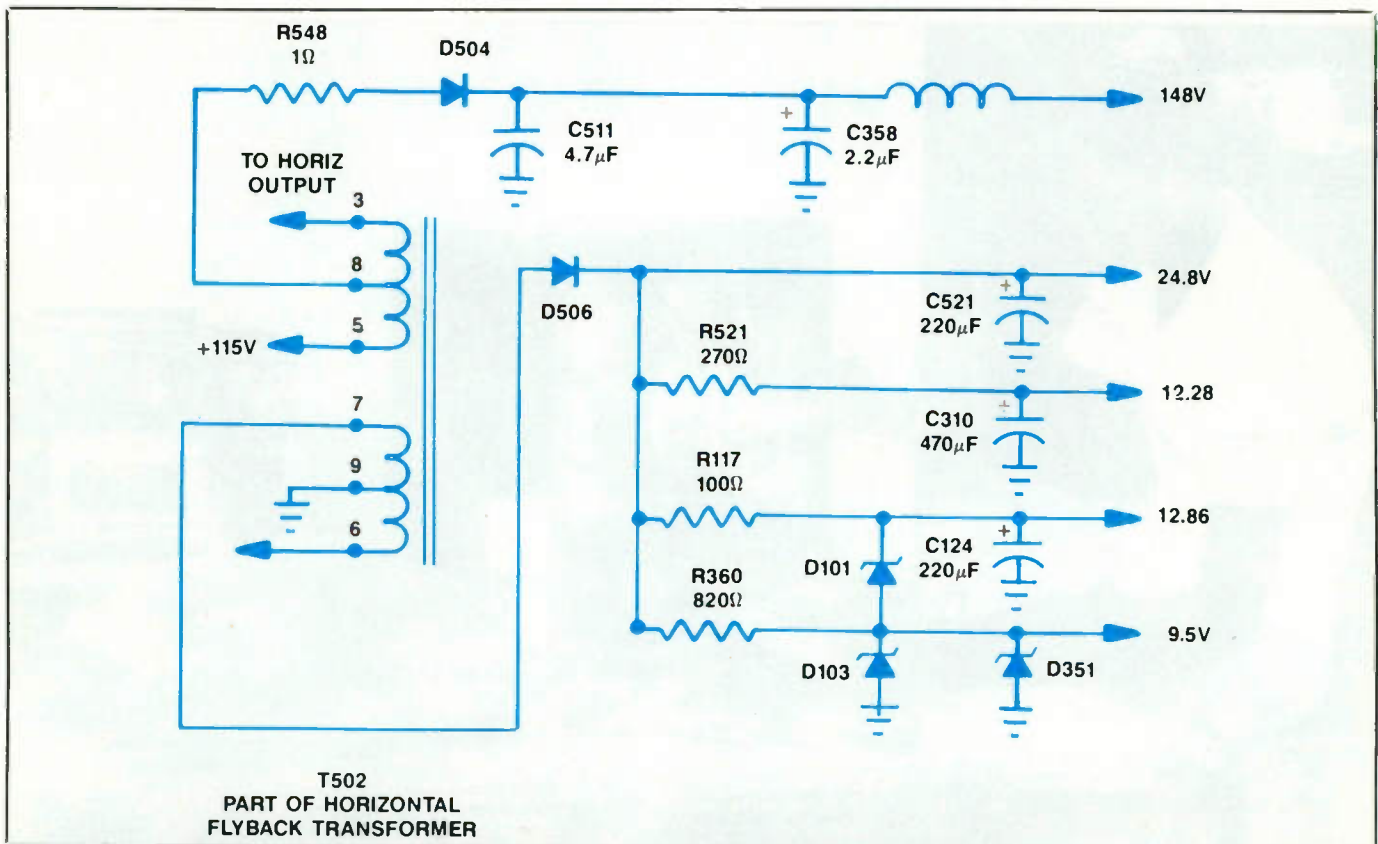 R548
1Ω
D504
148V
C511
4.7μF
+
C358
2.2μF
TO HORIZ
OUTPUT
3
8
5
+115V
7
9
6
D506
24.8V
+
C521
220μF
R521
270Ω
12.28
+
C310
470μF
R117
100Ω
12.86
D101
+
C124
220μF
R360
820Ω
9.5V
D103
D351
T502
PART OF HORIZONTAL
FLYBACK TRANSFORMER